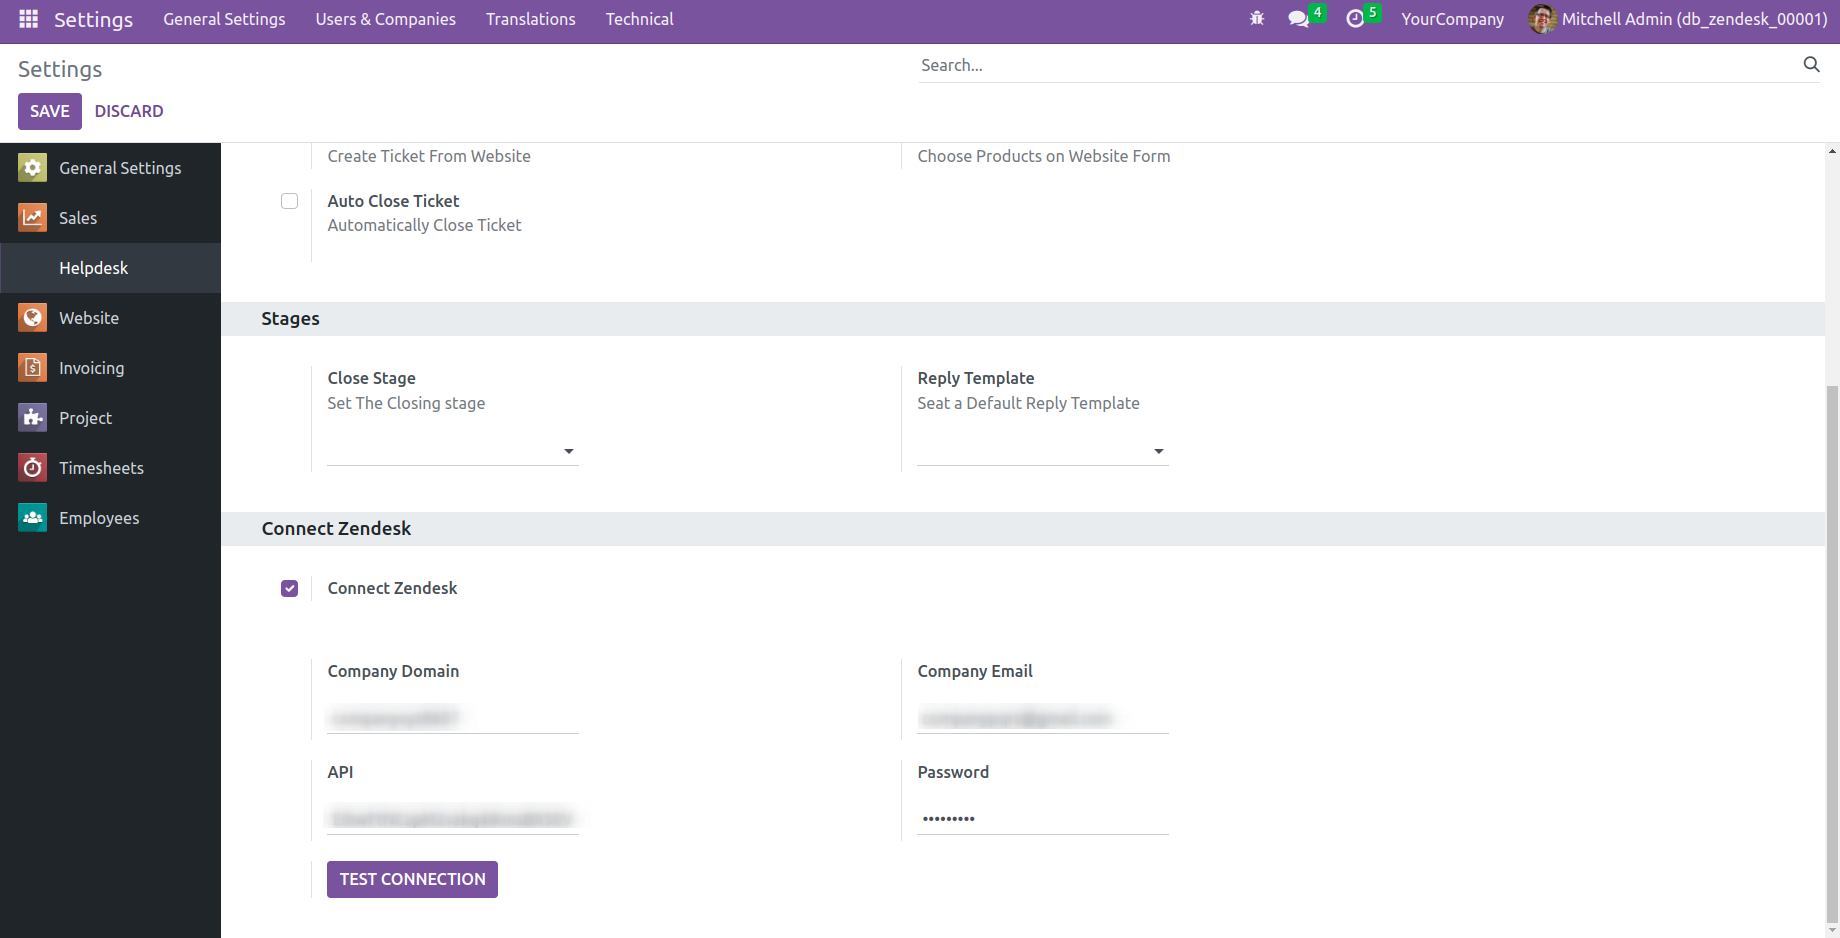 Settings General Settings Users & Companies Translations Technical 4 5 YourCompany Mitchell Admin (db_zendesk_00001)
Settings
Search...
SAVE DISCARD
General Settings
Sales
Helpdesk
Website
Invoicing
Project
Timesheets
Employees
Create Ticket From Website
Choose Products on Website Form
Auto Close Ticket
Automatically Close Ticket
Stages
Close Stage
Set The Closing stage
Reply Template
Seat a Default Reply Template
Connect Zendesk
Connect Zendesk
Company Domain
Company Email
API
Password
•••••••••
TEST CONNECTION